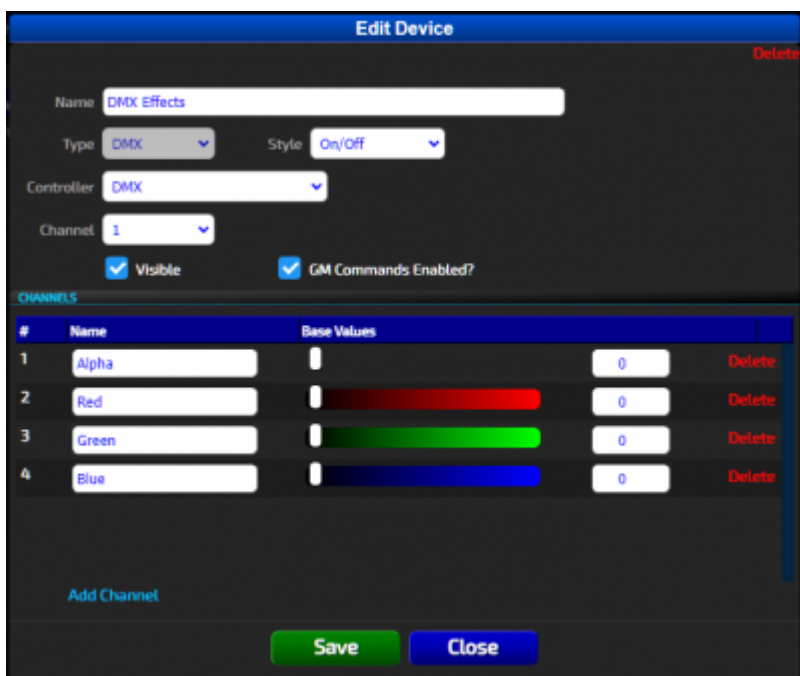 Edit Device
Delete
Name DMX Effects
Type DMX Style On/Off
Controller DMX
Channel 1
Visible GM Commands Enabled?
CHANNELS
# Name Base Values
1 Alpha 0 Delete
2 Red 0 Delete
3 Green 0 Delete
4 Blue 0 Delete
Add Channel
Save Close